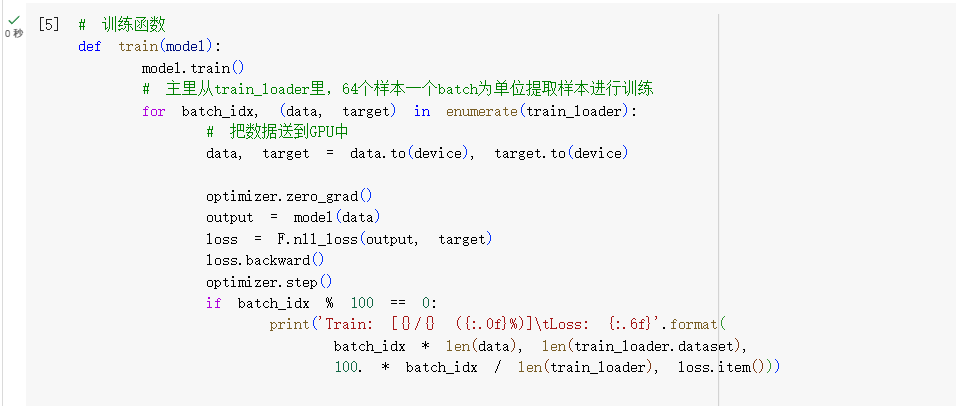 [5] # 训练函数
0 秒
def train(model):
model.train()
# 主里从train_loader里，64个样本一个batch为单位提取样本进行训练
for batch_idx, (data, target) in enumerate(train_loader):
# 把数据送到GPU中
data, target = data.to(device), target.to(device)
optimizer.zero_grad()
output = model(data)
loss = F.nll_loss(output, target)
loss.backward()
optimizer.step()
if batch_idx % 100 == 0:
print('Train: [{}/{} ({:.0f}%)]\tLoss: {:.6f}'.format(
batch_idx * len(data), len(train_loader.dataset),
100. * batch_idx / len(train_loader), loss.item()))